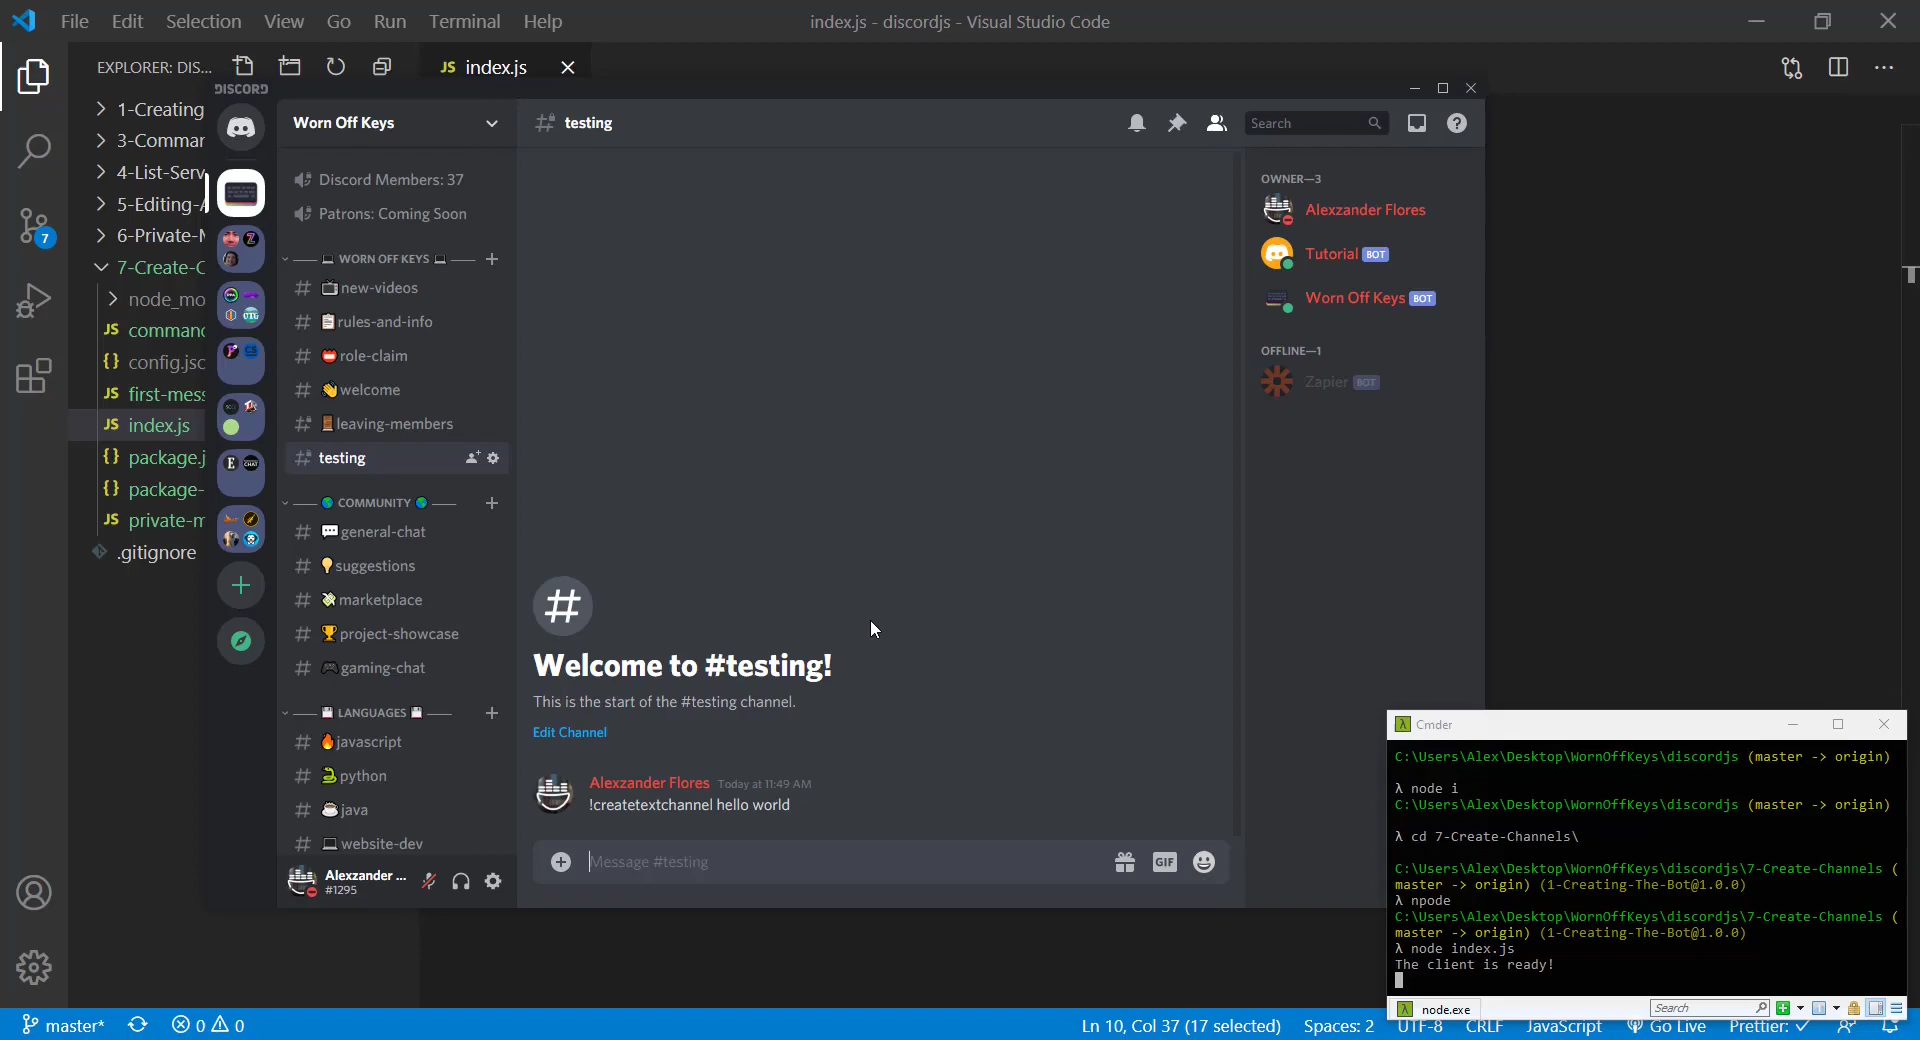 File Edit Selection View Go Run Terminal Help
index.js - discordjs - Visual Studio Code
EXPLORER: DIS...
JS index.js
1-Creating
3-Commar
4-List-Serv
5-Editing-A
6-Private-M
7-Create-C
node_mo
JS command
{} config.jsc
JS first-mess
JS index.js
{} package.j
{} package-
JS private-m
.gitignore
7
DISCORD
Worn Off Keys
Discord Members: 37
Patrons: Coming Soon
WORN OFF KEYS
new-videos
rules-and-info
role-claim
welcome
leaving-members
testing
COMMUNITY
general-chat
suggestions
marketplace
project-showcase
gaming-chat
LANGUAGES
javascript
python
java
website-dev
Alexzander ...
#1295
# testing
Search
#
Welcome to #testing!
This is the start of the #testing channel.
Edit Channel
Alexzander Flores Today at 11:49 AM
!createtextchannel hello world
Message #testing
GIF
OWNER—3
Alexzander Flores
Tutorial BOT
Worn Off Keys BOT
OFFLINE—1
Zapier BOT
λ Cmder
C:\Users\Alex\Desktop\WornOffKeys\discordjs (master -> origin)
λ node i
C:\Users\Alex\Desktop\WornOffKeys\discordjs (master -> origin)
λ cd 7-Create-Channels\
C:\Users\Alex\Desktop\WornOffKeys\discordjs\7-Create-Channels (
master -> origin) (1-Creating-The-Bot@1.0.0)
λ npode
C:\Users\Alex\Desktop\WornOffKeys\discordjs\7-Create-Channels (
master -> origin) (1-Creating-The-Bot@1.0.0)
λ node index.js
The client is ready!
λ node.exe
Search
master* 0 0
Ln 10, Col 37 (17 selected) Spaces: 2 UTF-8 CRLF JavaScript Go Live Prettier: ✓